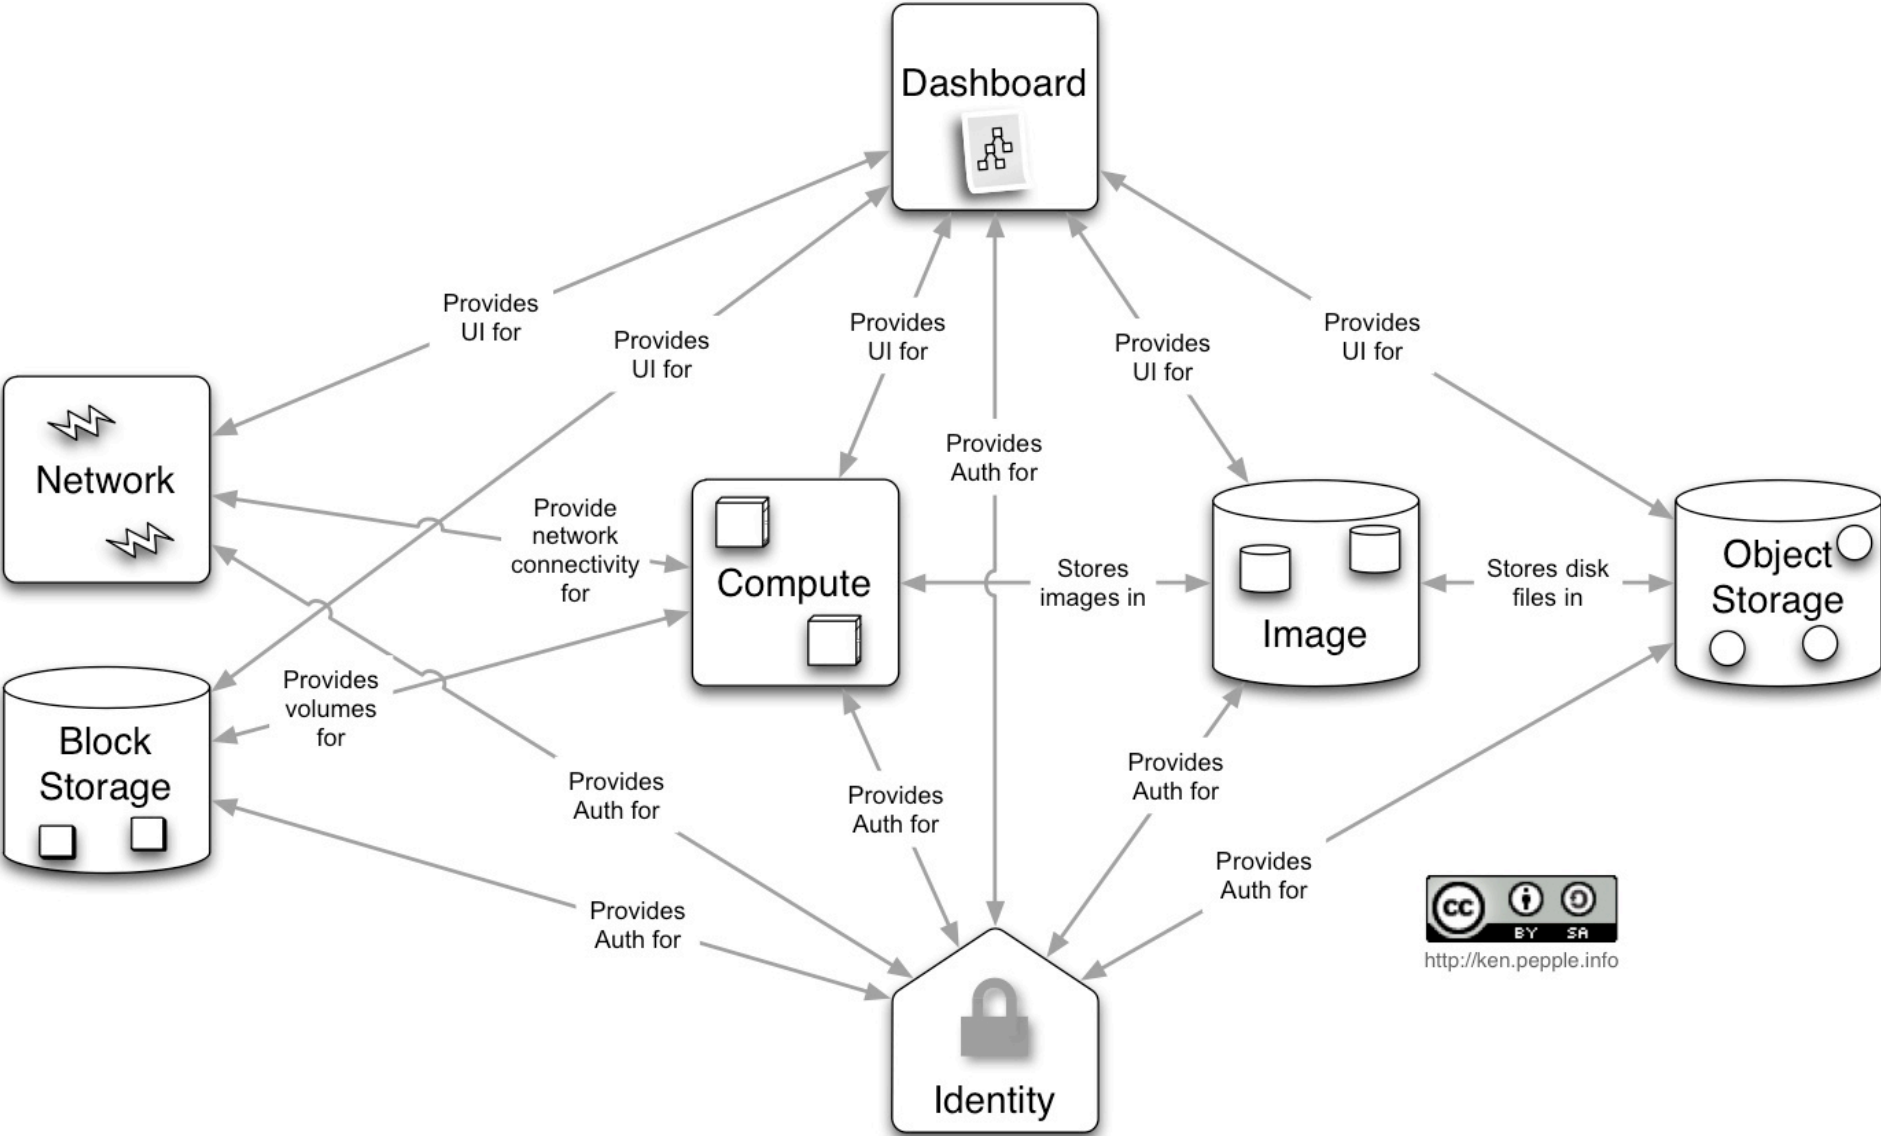 Dashboard
Provides
UI for
Provides
UI for
Provides
UI for
Provides
UI for
Provides
UI for
Network
Provides
Auth for
Provide
network
connectivity
for
Compute
Stores
images in
Image
Stores disk
files in
Object
Storage
Provides
volumes
for
Block
Storage
Provides
Auth for
Provides
Auth for
Provides
Auth for
Provides
Auth for
Provides
Auth for
Identity
cc
BY SA
http://ken.pepple.info